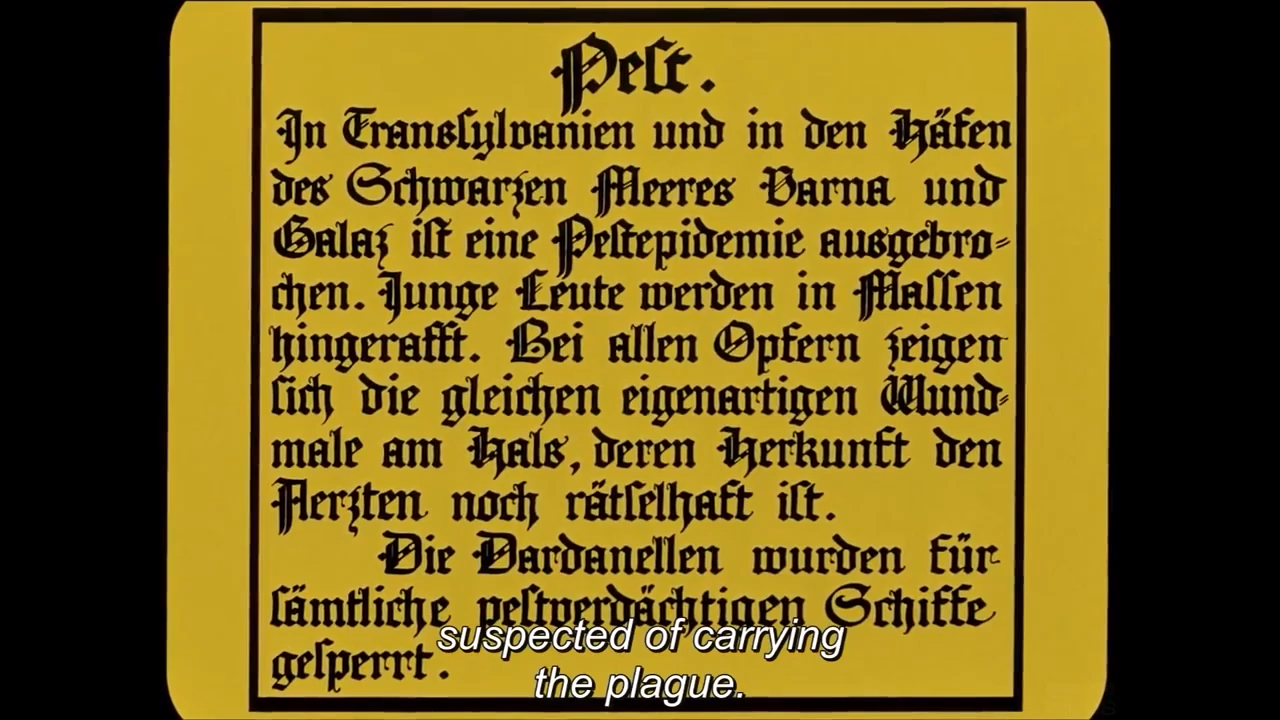 Pest.
In Transsylvanien und in den Häfen
des Schwarzen Meeres Varna und
Galaz ist eine Pestepidemie ausgebro-
chen. Junge Leute werden in Massen
hingerafft. Bei allen Opfern zeigen
sich die gleichen eigenartigen Wund-
male am Hals, deren Herkunft den
Aerzten noch rätselhaft ist.
Die Dardanellen wurden für
sämtliche pestverdächtigen Schiffe
gesperrt.
suspected of carrying
the plague.